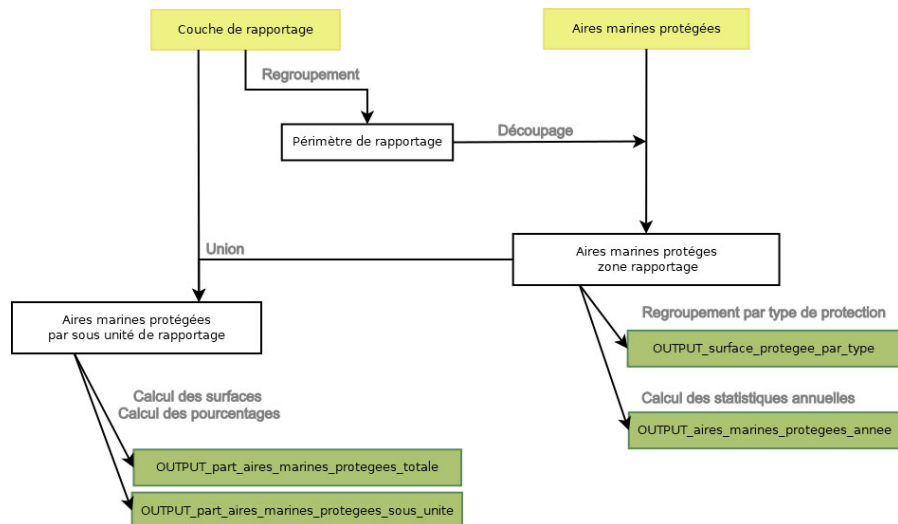 Couche de rapportage
Aires marines protégées
Regroupement
Périmètre de rapportage
Découpage
Union
Aires marines protéges
zone rapportage
Aires marines protégées
par sous unité de rapportage
Regroupement par type de protection
OUTPUT_surface_protegee_par_type
Calcul des surfaces
Calcul des pourcentages
Calcul des statistiques annuelles
OUTPUT_aires_marines_protegees_annee
OUTPUT_part_aires_marines_protegees_totale
OUTPUT_part_aires_marines_protegees_sous_unite